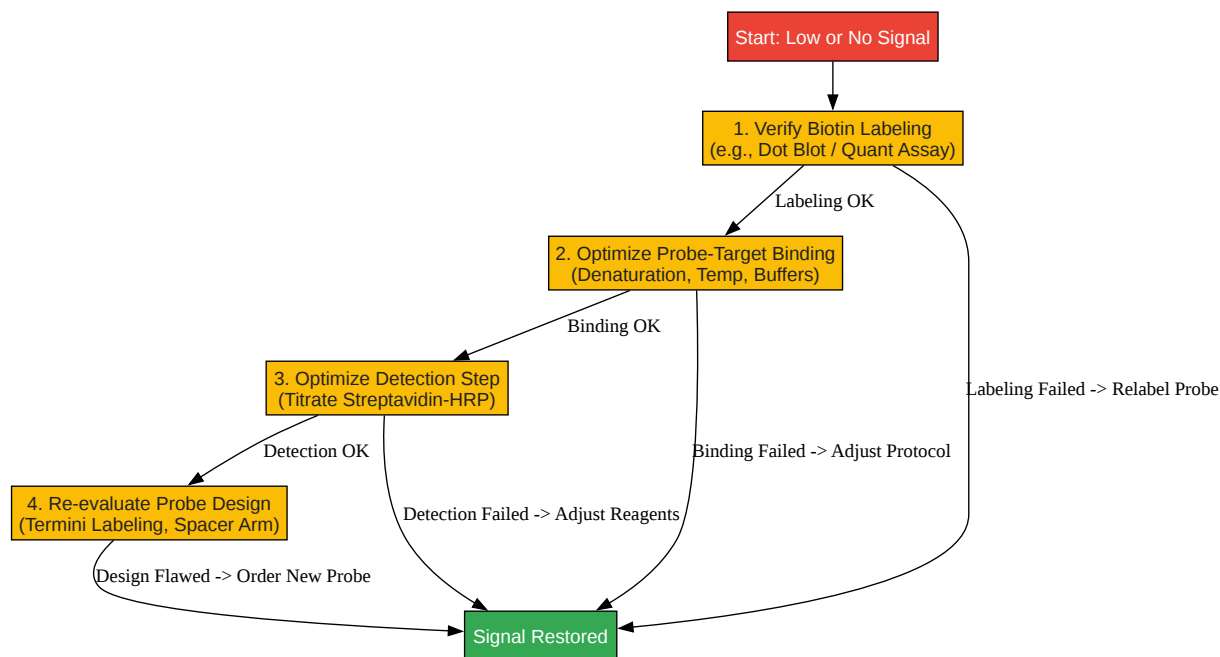 Start: Low or No Signal
1. Verify Biotin Labeling
(e.g., Dot Blot / Quant Assay)
Labeling OK
2. Optimize Probe-Target Binding
(Denaturation, Temp, Buffers)
Binding OK
3. Optimize Detection Step
(Titrate Streptavidin-HRP)
Labeling Failed -> Relabel Probe
Detection OK
Binding Failed -> Adjust Protocol
4. Re-evaluate Probe Design
(Termini Labeling, Spacer Arm)
Detection Failed -> Adjust Reagents
Design Flawed -> Order New Probe
Signal Restored